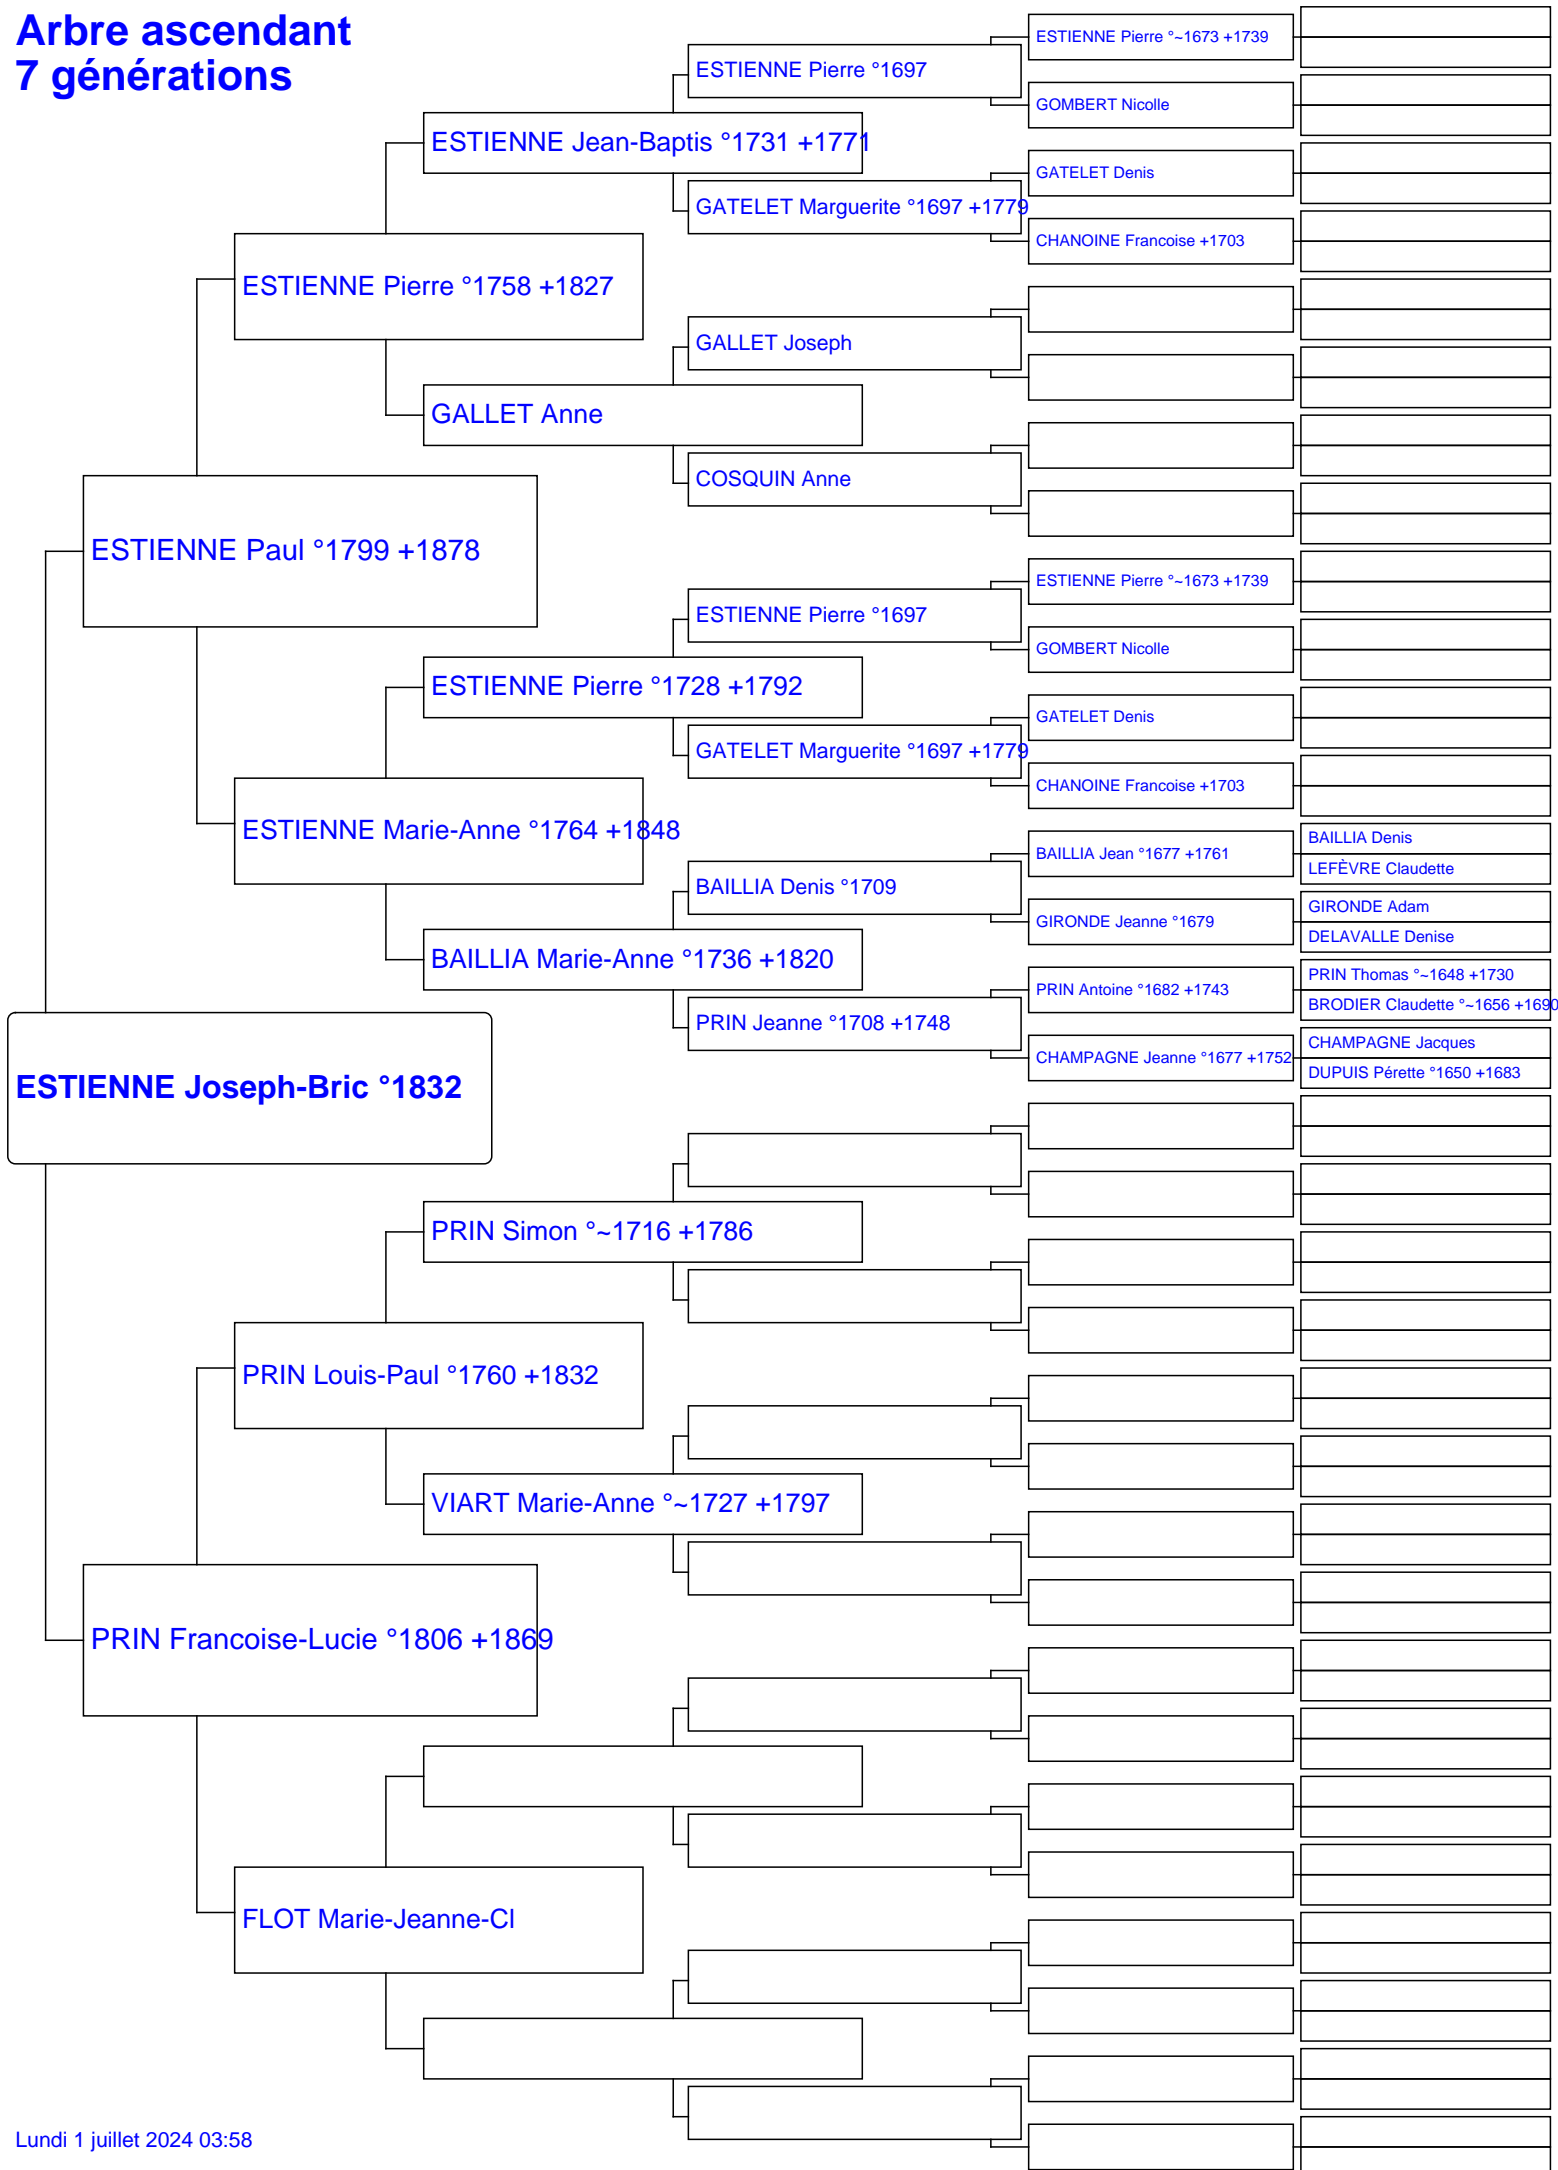 Arbre ascendant
7 générations
ESTIENNE Pierre °~1673 +1739
ESTIENNE Pierre °1697
GOMBERT Nicolle
ESTIENNE Jean-Baptis °1731 +1771
GATELET Denis
GATELET Marguerite °1697 +1779
CHANOINE Francoise +1703
ESTIENNE Pierre °1758 +1827
GALLET Joseph
GALLET Anne
COSQUIN Anne
ESTIENNE Paul °1799 +1878
ESTIENNE Pierre °~1673 +1739
ESTIENNE Pierre °1697
GOMBERT Nicolle
ESTIENNE Pierre °1728 +1792
GATELET Denis
GATELET Marguerite °1697 +1779
CHANOINE Francoise +1703
ESTIENNE Marie-Anne °1764 +1848
BAILLIA Denis
BAILLIA Jean °1677 +1761
LEFÈVRE Claudette
BAILLIA Denis °1709
GIRONDE Adam
GIRONDE Jeanne °1679
DELAVALLE Denise
BAILLIA Marie-Anne °1736 +1820
PRIN Thomas °~1648 +1730
PRIN Antoine °1682 +1743
BRODIER Claudette °~1656 +1690
PRIN Jeanne °1708 +1748
CHAMPAGNE Jacques
CHAMPAGNE Jeanne °1677 +1752
DUPUIS Pérette °1650 +1683
ESTIENNE Joseph-Bric °1832
PRIN Simon °~1716 +1786
PRIN Louis-Paul °1760 +1832
VIART Marie-Anne °~1727 +1797
PRIN Francoise-Lucie °1806 +1869
FLOT Marie-Jeanne-Cl
Lundi 1 juillet 2024 03:58